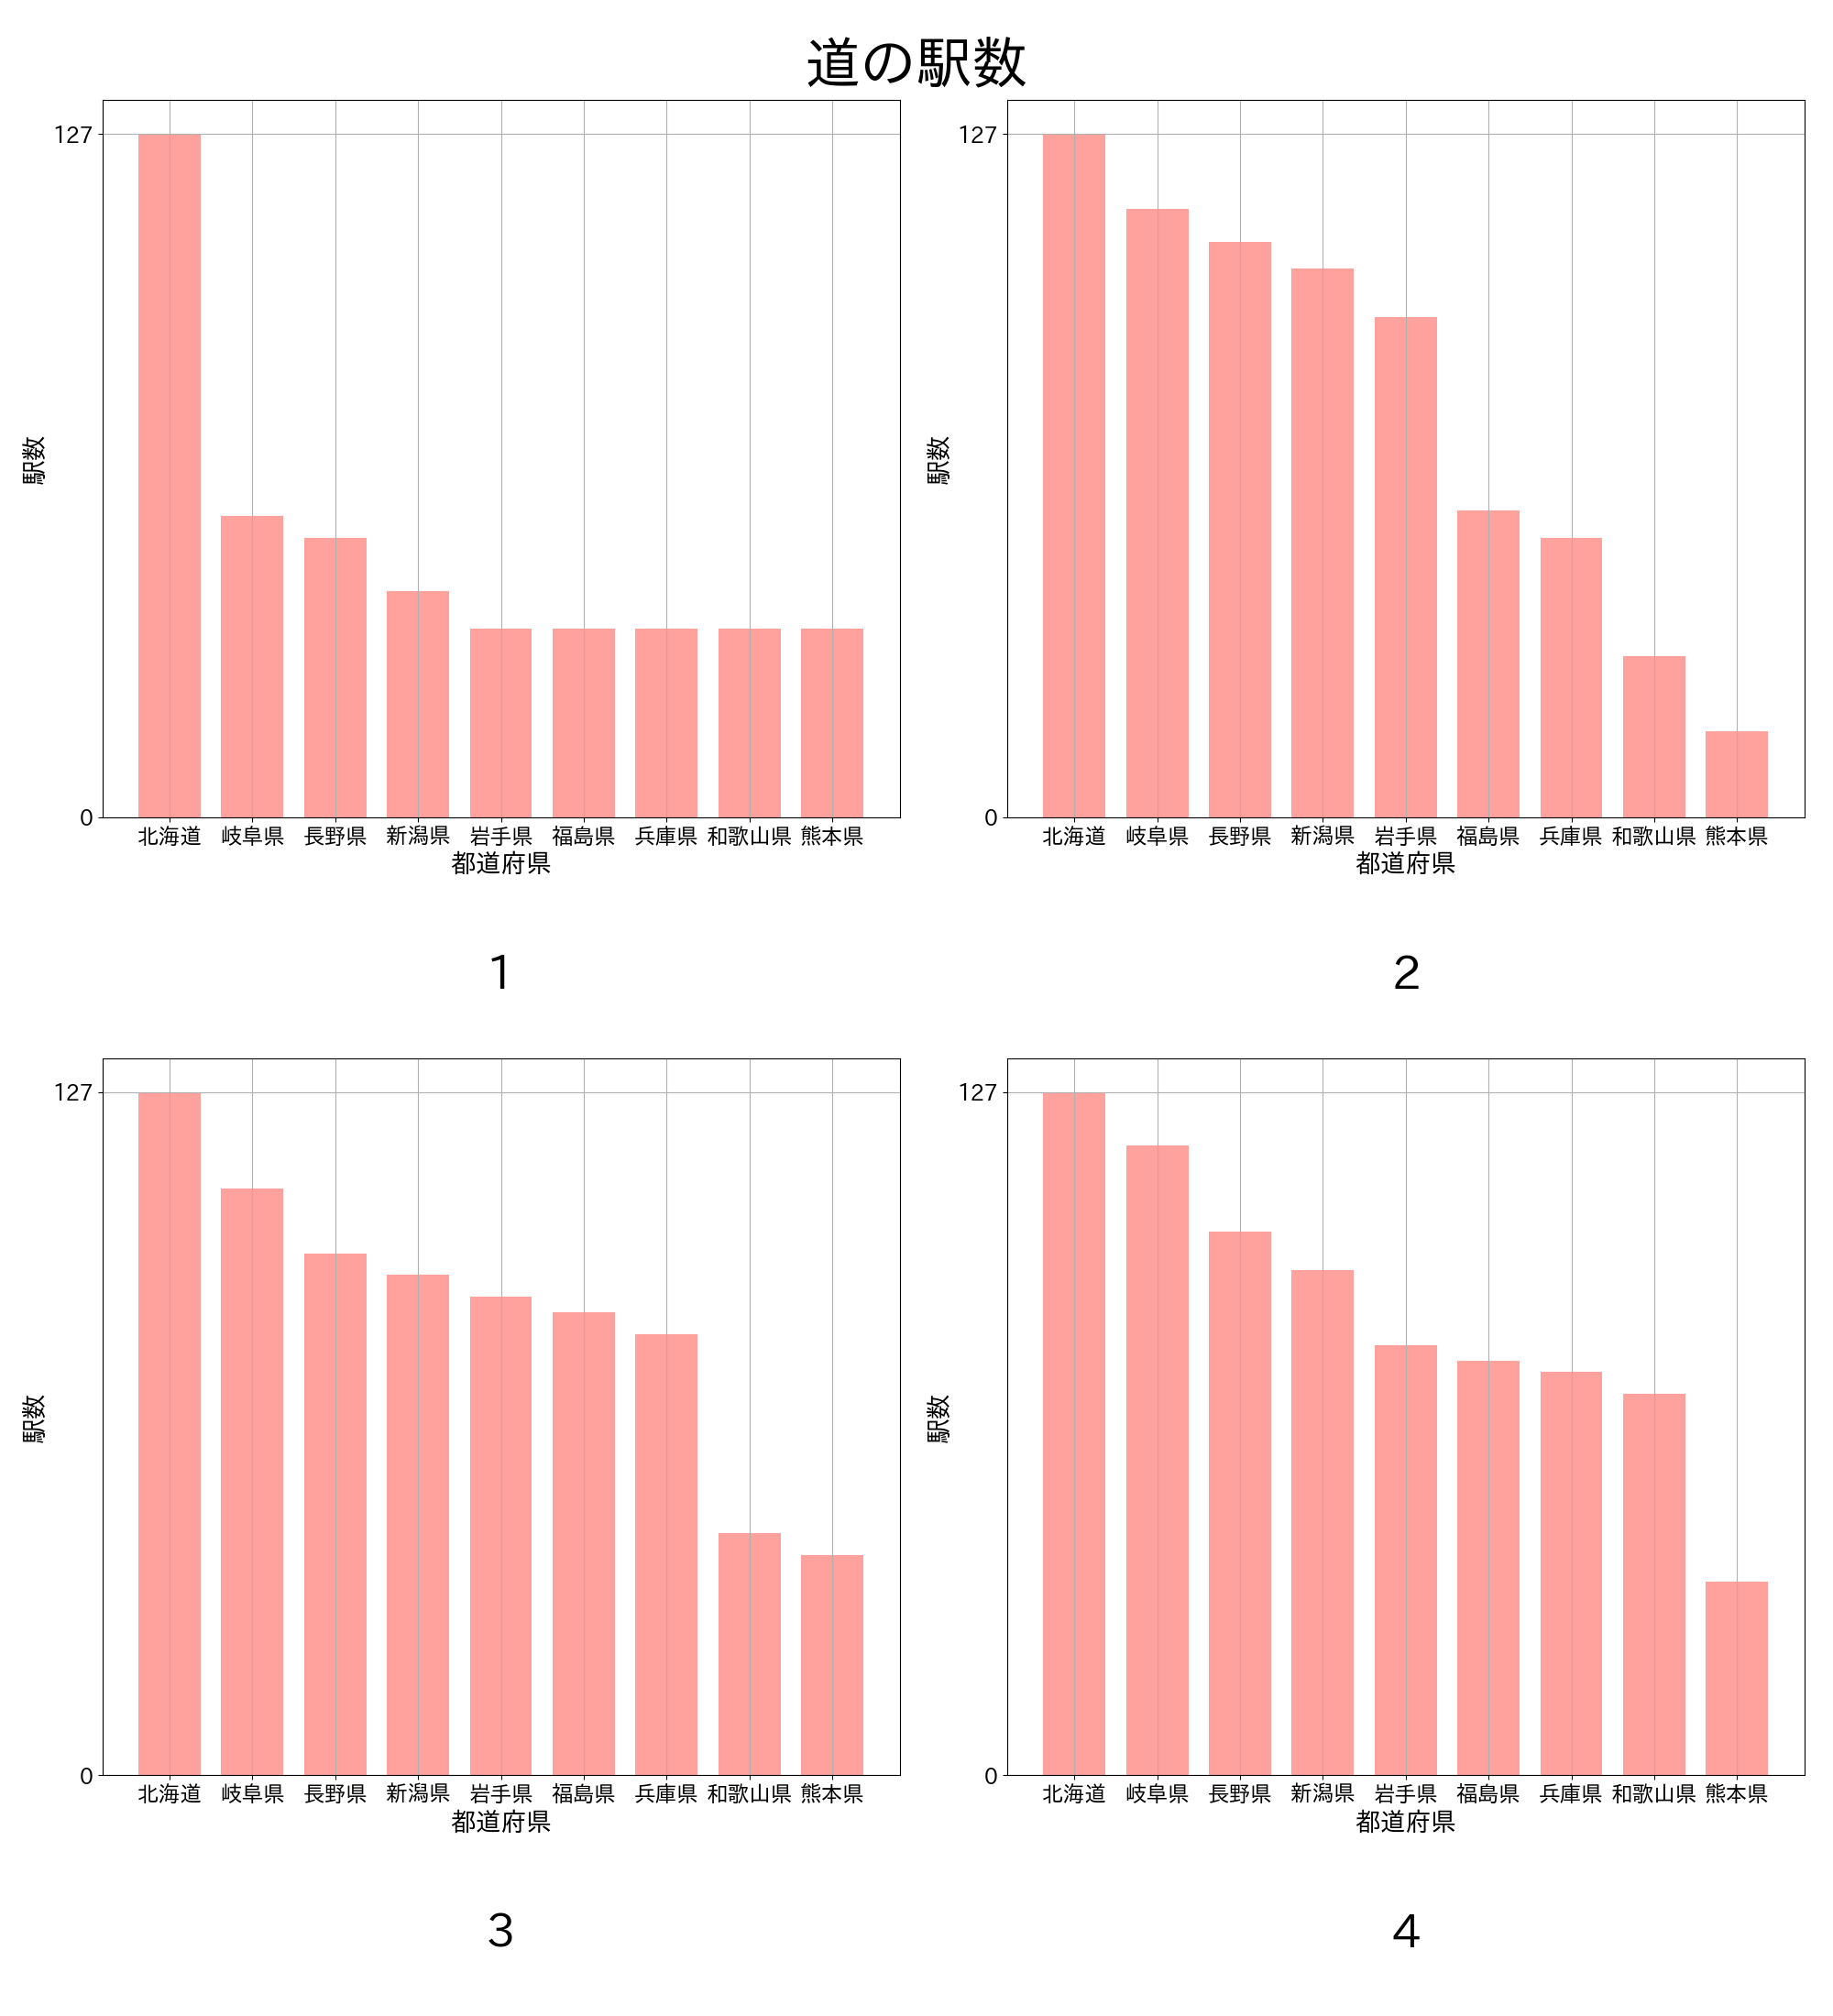 道の駅数
127
0
駅数
北海道 岐阜県 長野県 新潟県 岩手県 福島県 兵庫県 和歌山県 熊本県
都道府県
1
127
0
駅数
北海道 岐阜県 長野県 新潟県 岩手県 福島県 兵庫県 和歌山県 熊本県
都道府県
2
127
0
駅数
北海道 岐阜県 長野県 新潟県 岩手県 福島県 兵庫県 和歌山県 熊本県
都道府県
3
127
0
駅数
北海道 岐阜県 長野県 新潟県 岩手県 福島県 兵庫県 和歌山県 熊本県
都道府県
4